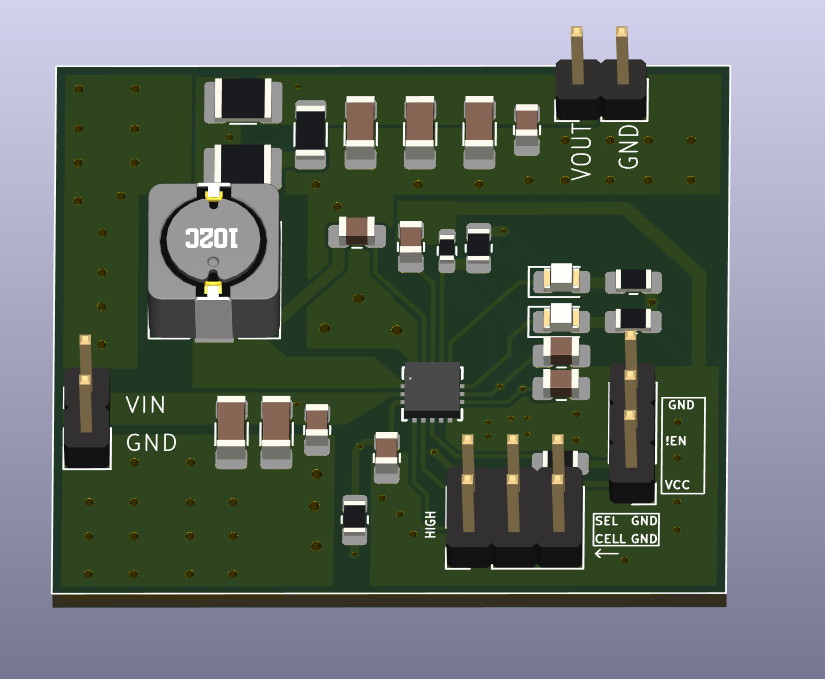 VOUT
GND
102C
VIN
GND
HIGH
GND
!EN
VCC
SEL GND
CELL GND